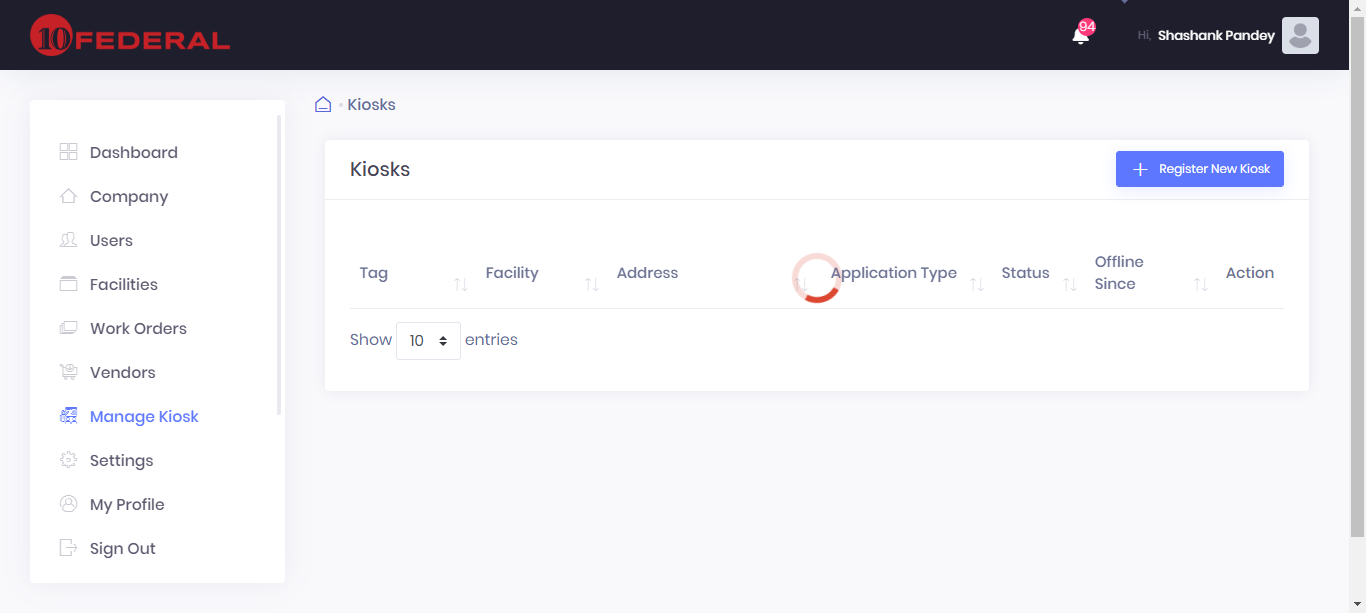 10 FEDERAL
94
Hi, Shashank Pandey
Dashboard
Company
Users
Facilities
Work Orders
Vendors
Manage Kiosk
Settings
My Profile
Sign Out
Kiosks
Kiosks
Register New Kiosk
Tag Facility Address Application Type Status Offline Since Action
Show 10 entries